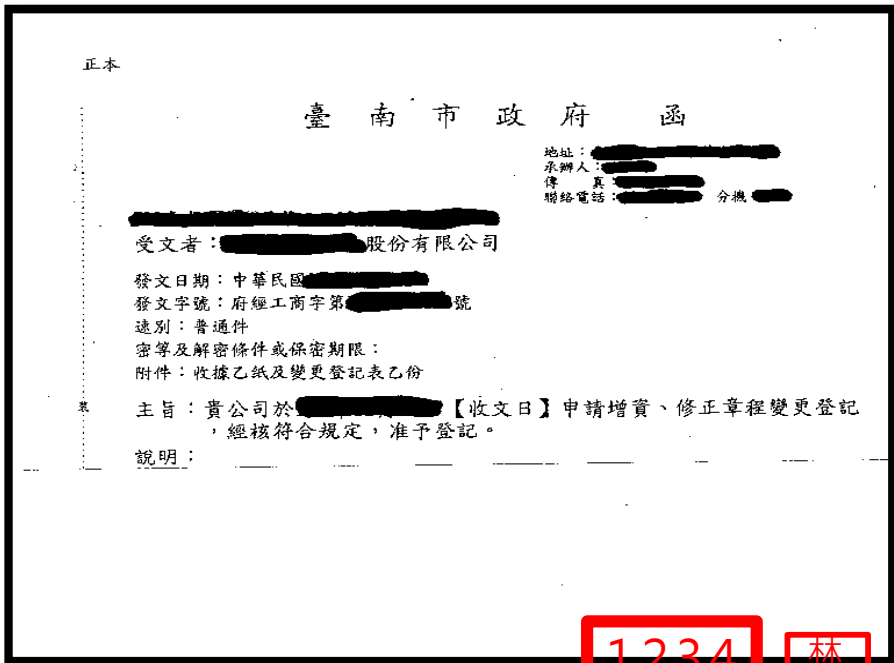 正本
臺南市政府 函
地址：
承辦人：
傳 真：
聯絡電話： 分機
受文者：股份有限公司
發文日期：中華民國
發文字號：府經工商字第號
速別：普通件
密等及解密條件或保密期限：
附件：收據乙紙及變更登記表乙份
裝
主旨：貴公司於【收文日】申請增資、修正章程變更登記
，經核符合規定，准予登記。
說明：
1234
林